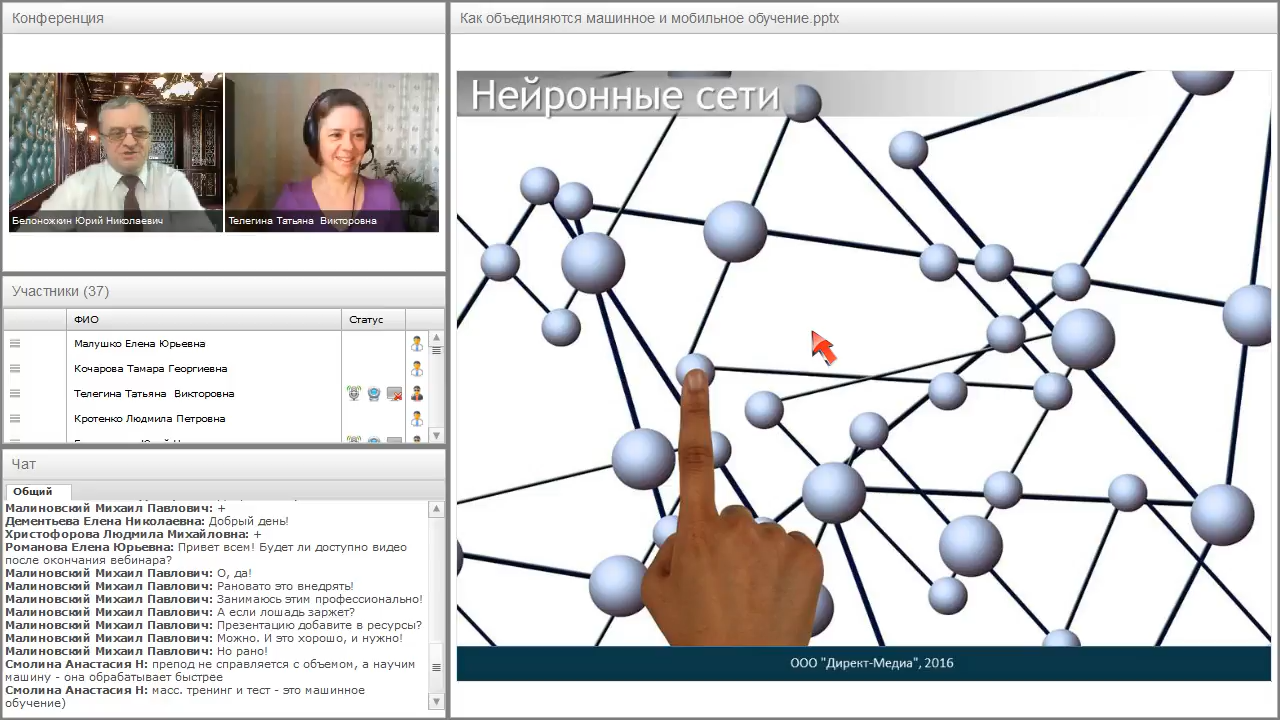 Конференция
Белоножкин Юрий Николаевич
Телегина Татьяна Викторовна
Участники (37)
ФИО
Статус
Малушко Елена Юрьевна
Кочарова Тамара Георгиевна
Телегина Татьяна Викторовна
Кротенко Людмила Петровна
Чат
Общий
Малиновский Михаил Павлович: +
Дементьева Елена Николаевна: Добрый день!
Христофорова Людмила Михайловна: +
Романова Елена Юрьевна: Привет всем! Будет ли доступно видео
после окончания вебинара?
Малиновский Михаил Павлович: О, да!
Малиновский Михаил Павлович: Рановато это внедрять!
Малиновский Михаил Павлович: Занимаюсь этим профессионально!
Малиновский Михаил Павлович: А если лошадь заржет?
Малиновский Михаил Павлович: Презентацию добавите в ресурсы?
Малиновский Михаил Павлович: Можно. И это хорошо, и нужно!
Малиновский Михаил Павлович: Но рано!
Смолина Анастасия Н: препод не справляется с объемом, а научим
машину - она обрабатывает быстрее
Смолина Анастасия Н: масс. тренинг и тест - это машинное
обучение)
Как объединяются машинное и мобильное обучение.pptx
Нейронные сети
ООО "Директ-Медиа", 2016